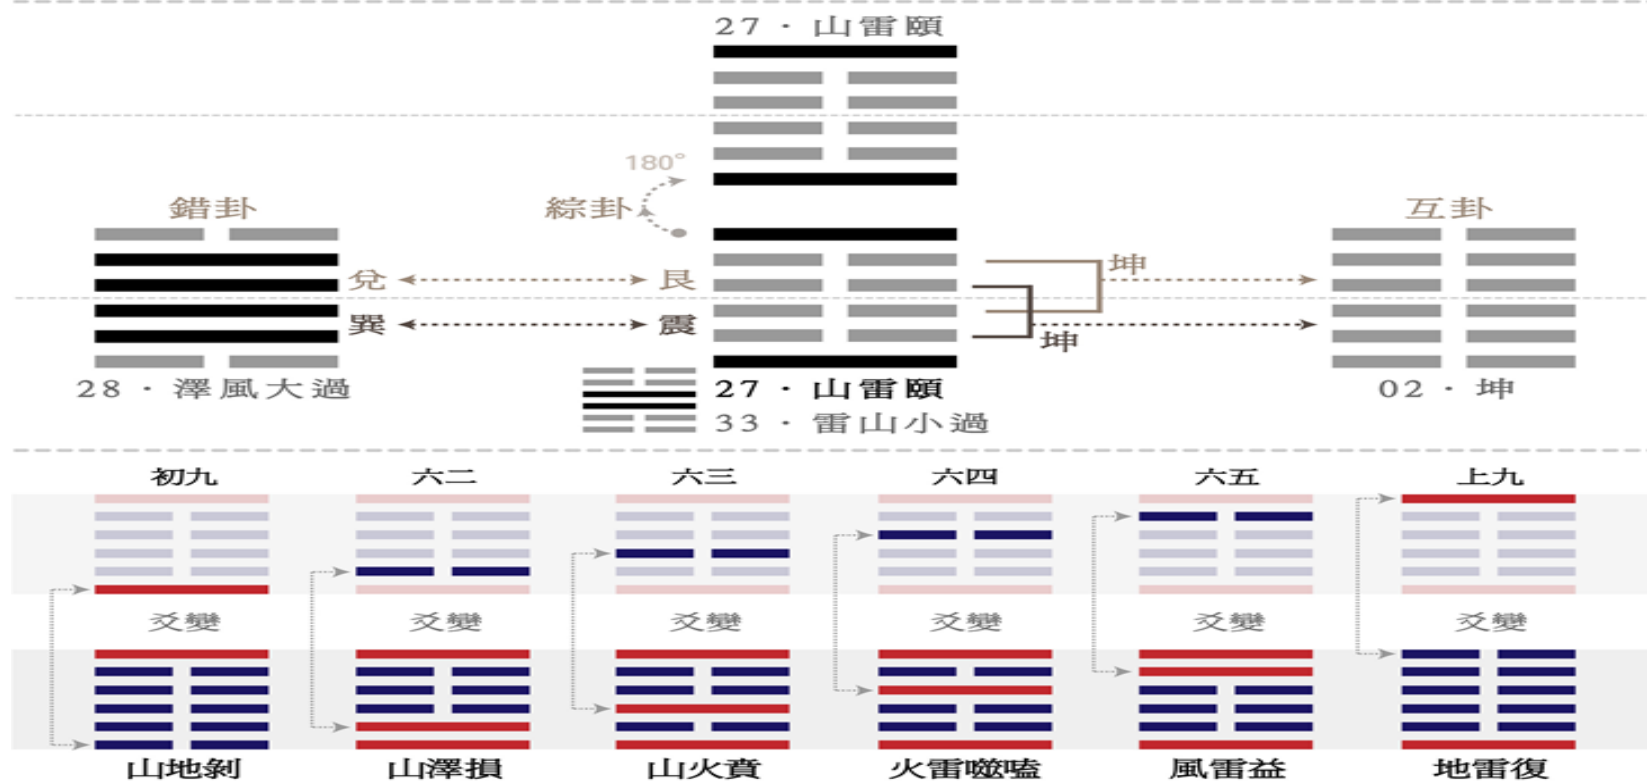 27 · 山雷頤
180°
錯卦
綜卦
互卦
坤
兌
艮
巽
震
坤
28 · 澤風大過
27 · 山雷頤
02 · 坤
33 · 雷山小過
初九
六二
六三
六四
六五
上九
爻變
爻變
爻變
爻變
爻變
爻變
山地剝
山澤損
山火賁
火雷噬嗑
風雷益
地雷復